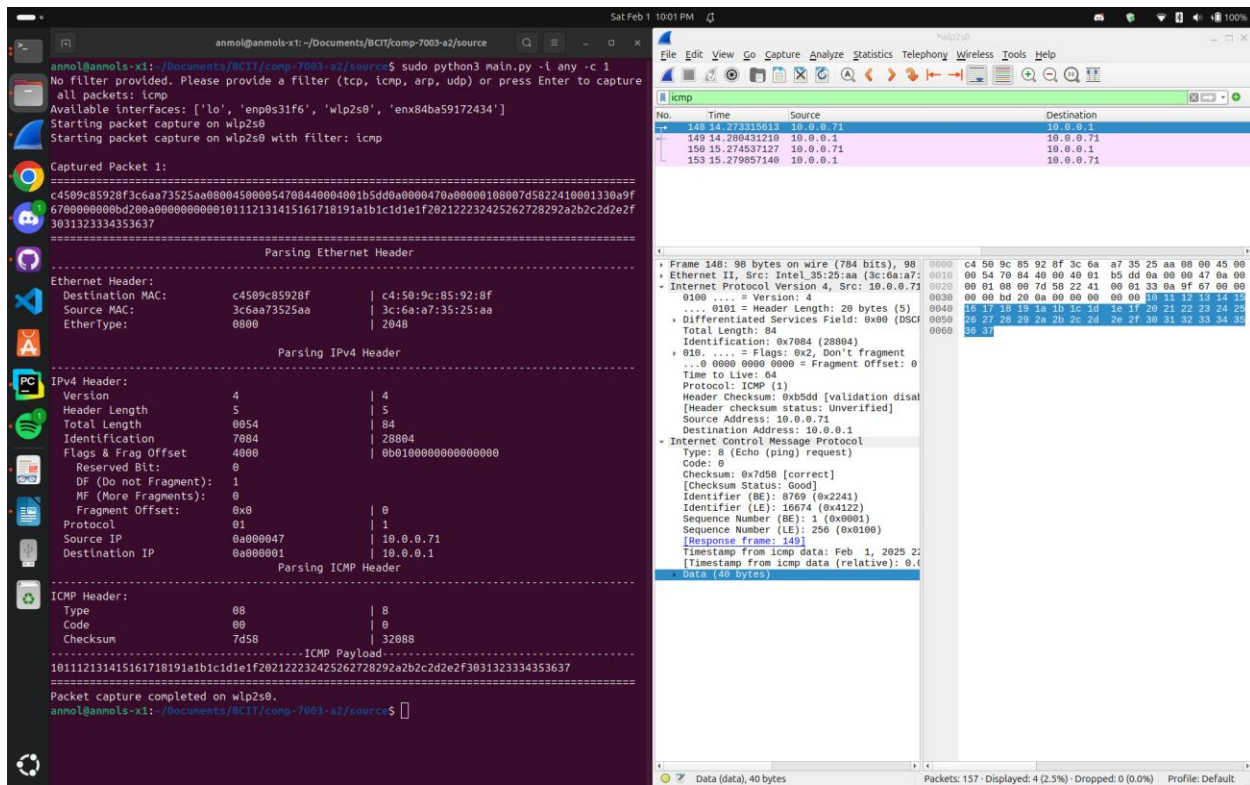 Sat Feb 1 10:01 PM
100%
anmol@anmols-x1: ~/Documents/BCIT/comp-7003-a2/source
anmol@anmols-x1:~/Documents/BCIT/comp-7003-a2/source$ sudo python3 main.py -i any -c 1
No filter provided. Please provide a filter (tcp, icmp, arp, udp) or press Enter to capture
all packets: icmp
Available interfaces: ['lo', 'enp0s31f6', 'wlp2s0', 'enx84ba59172434']
Starting packet capture on wlp2s0
Starting packet capture on wlp2s0 with filter: icmp
Captured Packet 1:
c4509c85928f3c6aa73525aa080045000054708440004001b5dd0a0000470a00000108007d5822410001330a9f
6700000000bd200a0000000000101112131415161718191a1b1c1d1e1f202122232425262728292a2b2c2d2e2f
3031323334353637
Parsing Ethernet Header
Ethernet Header:
Destination MAC: c4509c85928f | c4:50:9c:85:92:8f
Source MAC: 3c6aa73525aa | 3c:6a:a7:35:25:aa
EtherType: 0800 | 2048
Parsing IPv4 Header
IPv4 Header:
Version 4 | 4
Header Length 5 | 5
Total Length 0054 | 84
Identification 7084 | 28804
Flags & Frag Offset 4000 | 0b0100000000000000
Reserved Bit: 0
DF (Do not Fragment): 1
MF (More Fragments): 0
Fragment Offset: 0x0 | 0
Protocol 01 | 1
Source IP 0a000047 | 10.0.0.71
Destination IP 0a000001 | 10.0.0.1
Parsing ICMP Header
ICMP Header:
Type 08 | 8
Code 00 | 0
Checksum 7d58 | 32088
ICMP Payload
101112131415161718191a1b1c1d1e1f202122232425262728292a2b2c2d2e2f3031323334353637
Packet capture completed on wlp2s0.
anmol@anmols-x1:~/Documents/BCIT/comp-7003-a2/source$
PC
*wlp2s0
File Edit View Go Capture Analyze Statistics Telephony Wireless Tools Help
icmp
No. Time Source Destination
148 14.273315613 10.0.0.71 10.0.0.1
149 14.280431210 10.0.0.1 10.0.0.71
150 15.274537127 10.0.0.71 10.0.0.1
153 15.279857140 10.0.0.1 10.0.0.71
Frame 148: 98 bytes on wire (784 bits), 98
Ethernet II, Src: Intel_35:25:aa (3c:6a:a7:
Internet Protocol Version 4, Src: 10.0.0.71
0100 .... = Version: 4
.... 0101 = Header Length: 20 bytes (5)
Differentiated Services Field: 0x00 (DSCP
Total Length: 84
Identification: 0x7084 (28804)
010. .... = Flags: 0x2, Don't fragment
...0 0000 0000 0000 = Fragment Offset: 0
Time to Live: 64
Protocol: ICMP (1)
Header Checksum: 0xb5dd [validation disab
[Header checksum status: Unverified]
Source Address: 10.0.0.71
Destination Address: 10.0.0.1
Internet Control Message Protocol
Type: 8 (Echo (ping) request)
Code: 0
Checksum: 0x7d58 [correct]
[Checksum Status: Good]
Identifier (BE): 8769 (0x2241)
Identifier (LE): 16674 (0x4122)
Sequence Number (BE): 1 (0x0001)
Sequence Number (LE): 256 (0x0100)
[Response frame: 149]
Timestamp from icmp data: Feb 1, 2025 22
[Timestamp from icmp data (relative): 0.0
Data (40 bytes)
0000 c4 50 9c 85 92 8f 3c 6a a7 35 25 aa 08 00 45 00
0010 00 54 70 84 40 00 40 01 b5 dd 0a 00 00 47 0a 00
0020 00 01 08 00 7d 58 22 41 00 01 33 0a 9f 67 00 00
0030 00 00 bd 20 0a 00 00 00 00 00 10 11 12 13 14 15
0040 16 17 18 19 1a 1b 1c 1d 1e 1f 20 21 22 23 24 25
0050 26 27 28 29 2a 2b 2c 2d 2e 2f 30 31 32 33 34 35
0060 36 37
Data (data), 40 bytes
Packets: 157 · Displayed: 4 (2.5%) · Dropped: 0 (0.0%)
Profile: Default